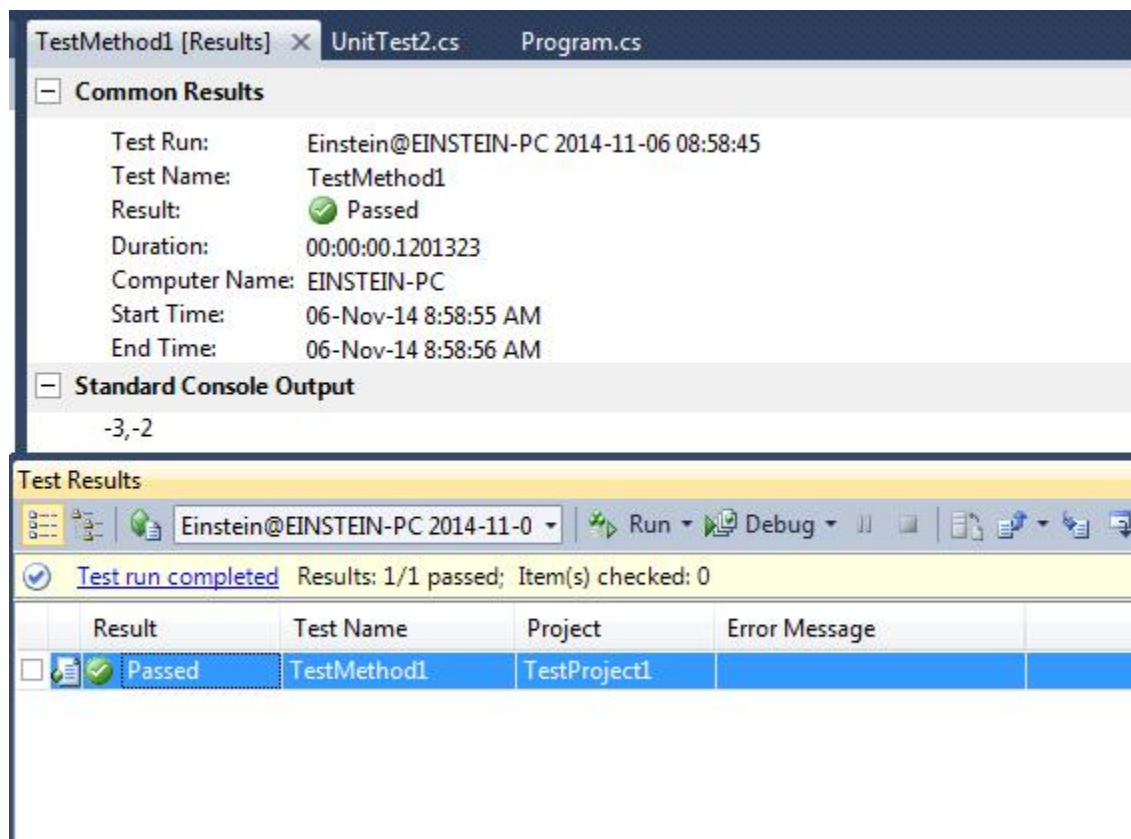 TestMethod1 [Results] UnitTest2.cs Program.cs
Common Results
Test Run: Einstein@EINSTEIN-PC 2014-11-06 08:58:45
Test Name: TestMethod1
Result: Passed
Duration: 00:00:00.1201323
Computer Name: EINSTEIN-PC
Start Time: 06-Nov-14 8:58:55 AM
End Time: 06-Nov-14 8:58:56 AM
Standard Console Output
-3,-2
Test Results
Einstein@EINSTEIN-PC 2014-11-0 Run Debug
Test run completed Results: 1/1 passed; Item(s) checked: 0
Result Test Name Project Error Message
Passed TestMethod1 TestProject1